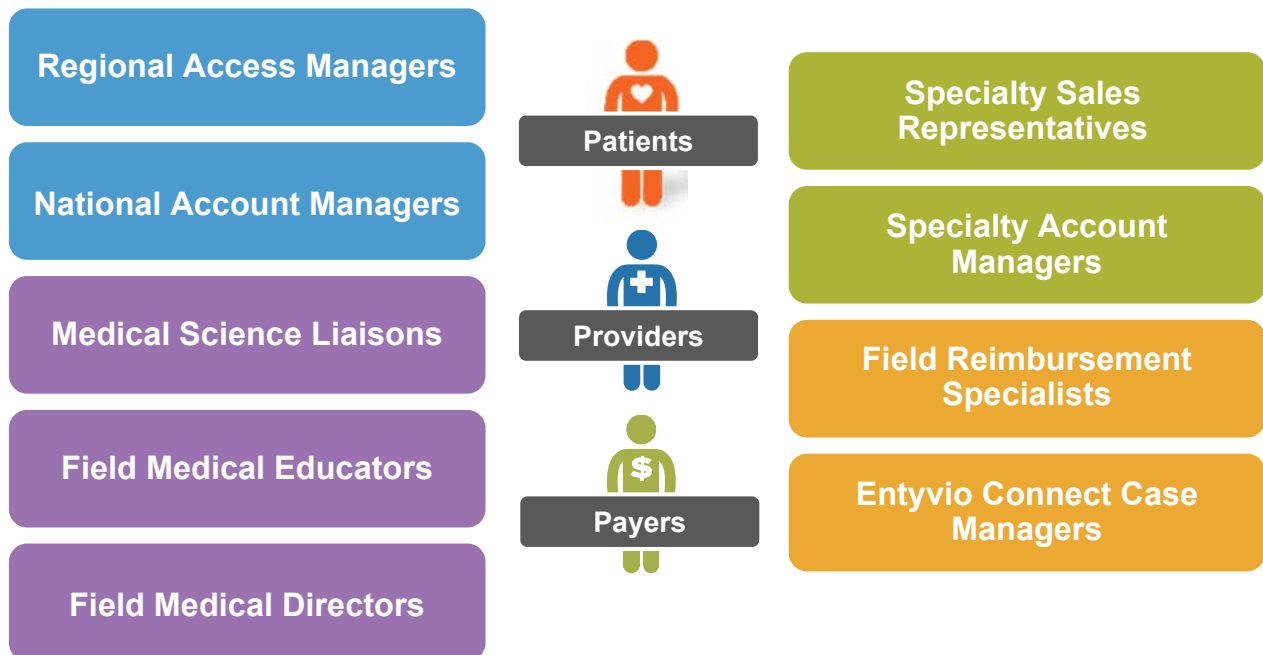 Regional Access Managers
National Account Managers
Medical Science Liaisons
Field Medical Educators
Field Medical Directors
Patients
Providers
$
Payers
Specialty Sales
Representatives
Specialty Account
Managers
Field Reimbursement
Specialists
Entyvio Connect Case
Managers